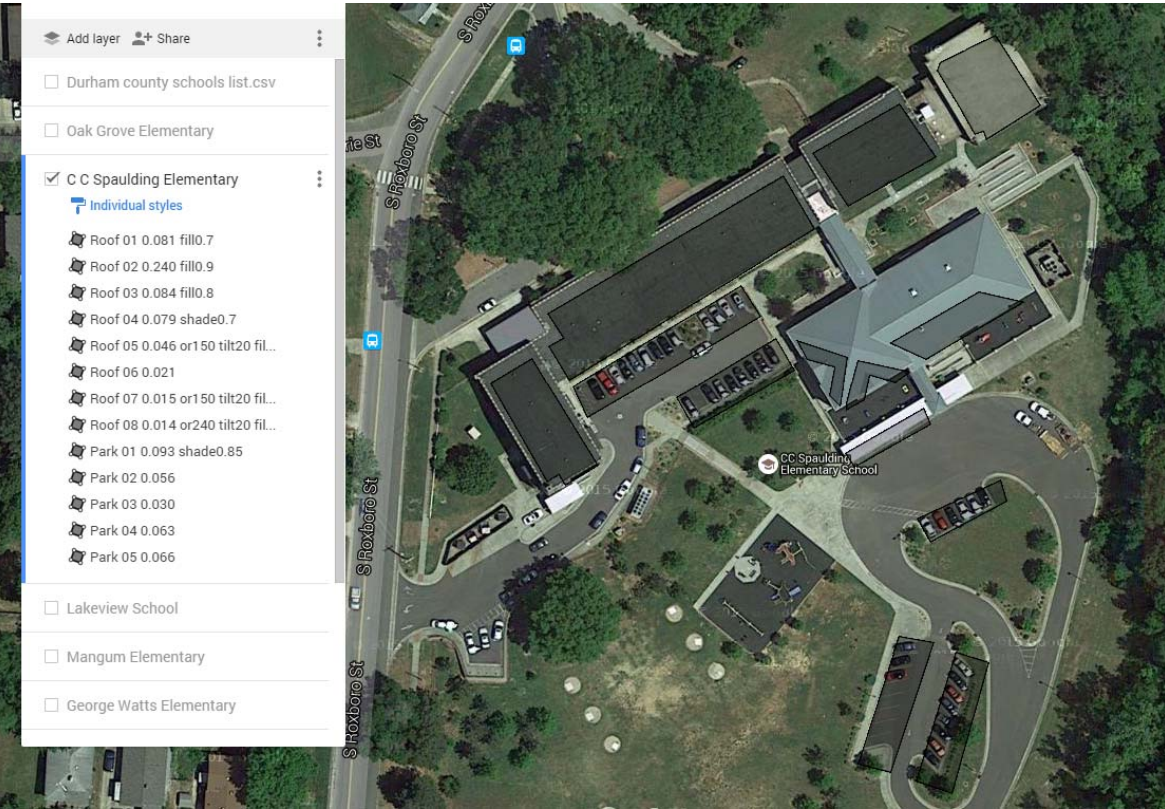 Add layer Share
Durham county schools list.csv
Oak Grove Elementary
C C Spaulding Elementary
Individual styles
Roof 01 0.081 fill0.7
Roof 02 0.240 fill0.9
Roof 03 0.084 fill0.8
Roof 04 0.079 shade0.7
Roof 05 0.046 or150 tilt20 fil...
Roof 06 0.021
Roof 07 0.015 or150 tilt20 fil...
Roof 08 0.014 or240 tilt20 fil...
Park 01 0.093 shade0.85
Park 02 0.056
Park 03 0.030
Park 04 0.063
Park 05 0.066
Lakeview School
Mangum Elementary
George Watts Elementary
S Roxboro St
S Roxboro St
S Roxboro St
CC Spaulding
Elementary School